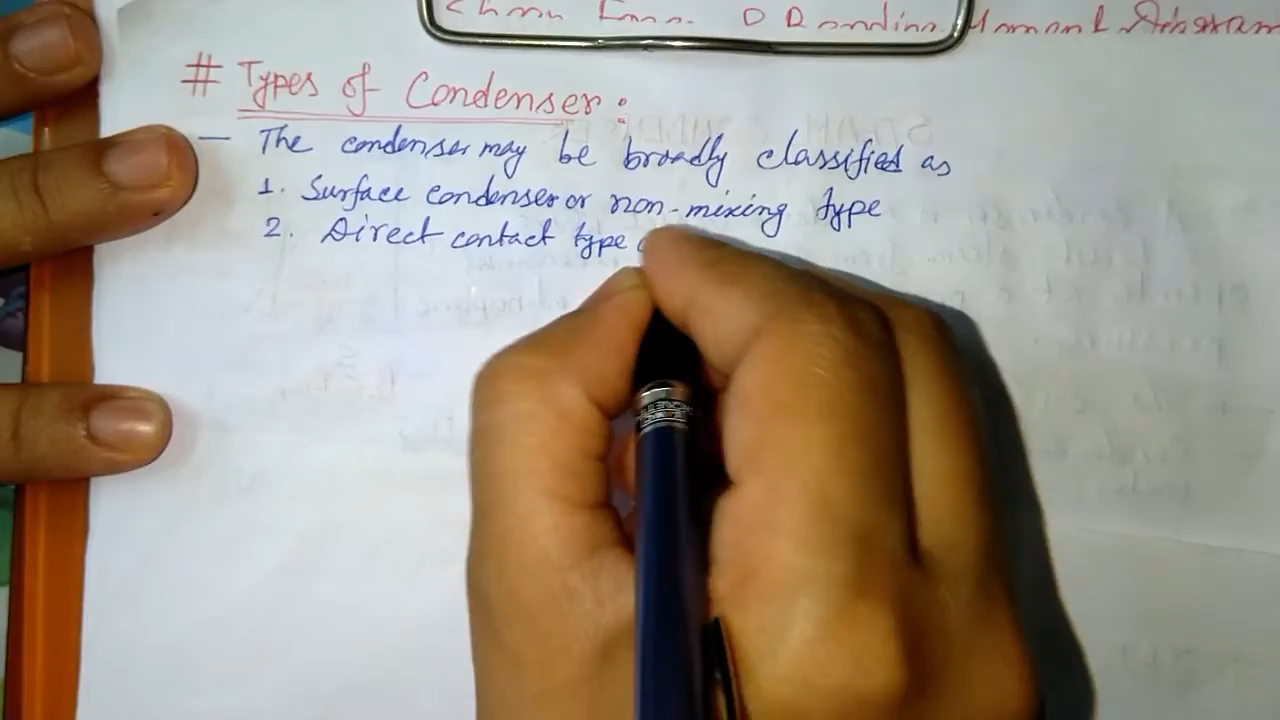 # Types of Condenser :
— The condenser may be broadly classified as
1. Surface condenser or non-mixing type
2. Direct contact type